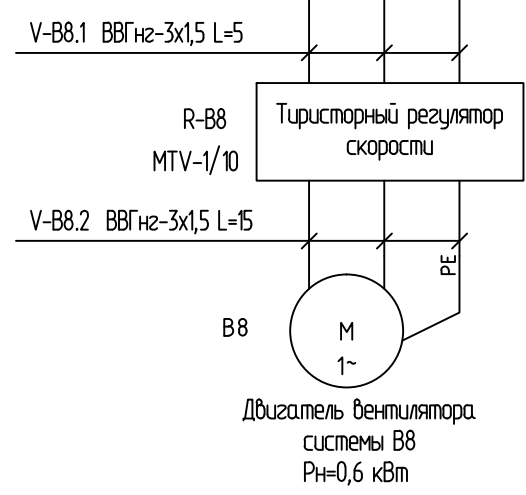 V-B8.1 ВВГнг-3х1,5 L=5
Тиристорный регулятор
скорости
R-B8
MTV-1/10
V-B8.2 ВВГнг-3х1,5 L=15
PE
B8
M
1~
Двигатель вентилятора
системы В8
Рн=0,6 кВт